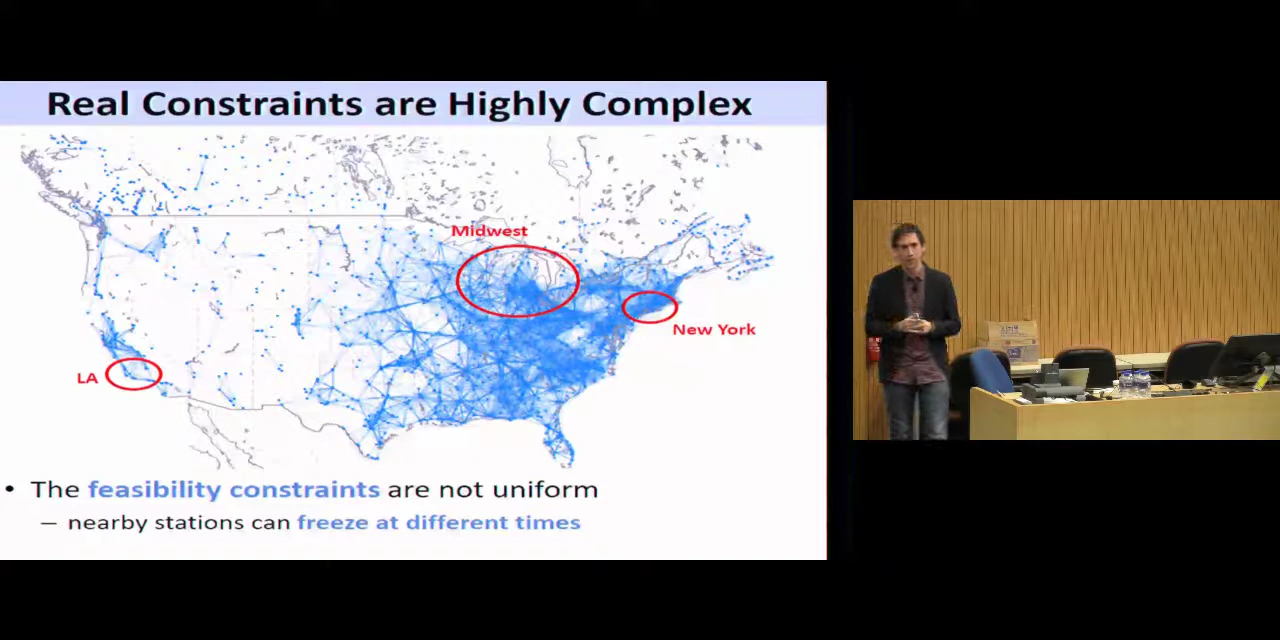 Real Constraints are Highly Complex
Midwest
New York
LA
• The feasibility constraints are not uniform
– nearby stations can freeze at different times